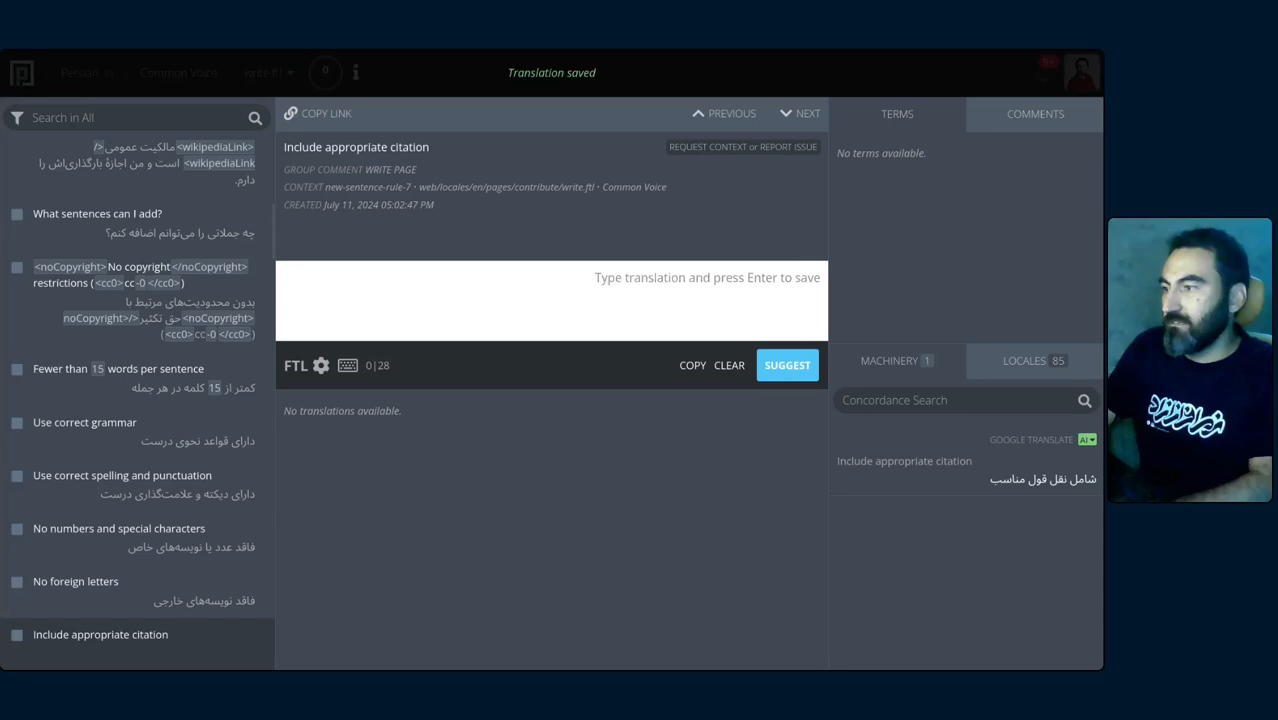 Persian
Common Voice
write·ftl
0
Translation saved
9+
Search in All
COPY LINK
PREVIOUS
NEXT
TERMS
COMMENTS
<wikipediaLink>مالکیت عمومی</
wikipediaLink> است و من اجازهٔ بارگذاری‌اش را
دارم.
What sentences can I add?
چه جملاتی را می‌توانم اضافه کنم؟
<noCopyright>No copyright</noCopyright>
restrictions (<cc0>cc-0 </cc0>)
بدون محدودیت‌های مرتبط با
<noCopyright>حق تکثیر</noCopyright>
(<cc0>cc-0 </cc0>)
Fewer than 15 words per sentence
کمتر از 15 کلمه در هر جمله
Use correct grammar
دارای قواعد نحوی درست
Use correct spelling and punctuation
دارای دیکته و علامت‌گذاری درست
No numbers and special characters
فاقد عدد یا نویسه‌های خاص
No foreign letters
فاقد نویسه‌های خارجی
Include appropriate citation
Include appropriate citation
REQUEST CONTEXT or REPORT ISSUE
GROUP COMMENT WRITE PAGE
CONTEXT new-sentence-rule-7 • web/locales/en/pages/contribute/write.ftl • Common Voice
CREATED July 11, 2024 05:02:47 PM
Type translation and press Enter to save
FTL
0|28
COPY
CLEAR
SUGGEST
No translations available.
No terms available.
MACHINERY 1
LOCALES 85
Concordance Search
GOOGLE TRANSLATE AI
Include appropriate citation
شامل نقل قول مناسب